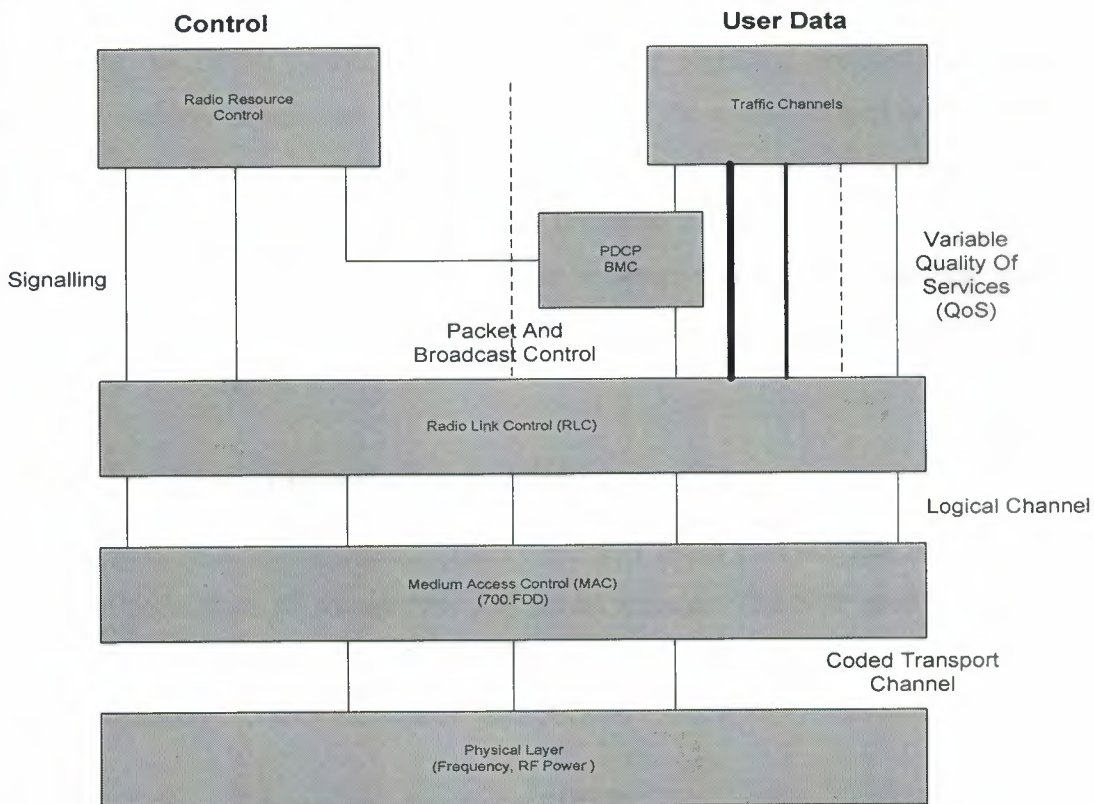 Control
User Data
Radio Resource
Control
Traffic Channels
PDCP
BMC
Signalling
Variable
Quality Of
Services
(QoS)
Packet And
Broadcast Control
Radio Link Control (RLC)
Logical Channel
Medium Access Control (MAC)
(700.FDD)
Coded Transport
Channel
Physical Layer
(Frequency, RF Power )